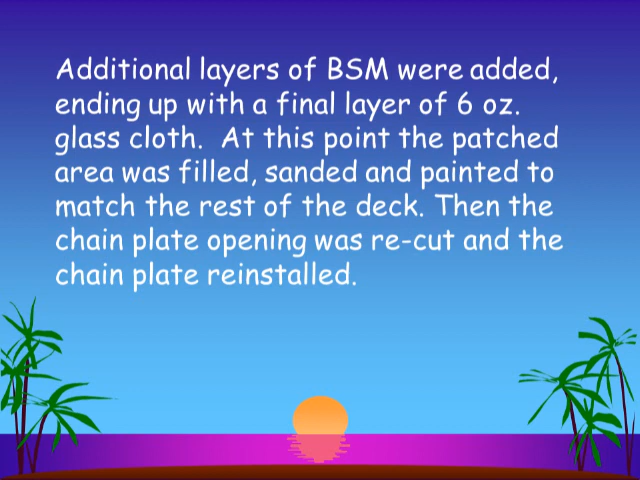 Additional layers of BSM were added,
ending up with a final layer of 6 oz.
glass cloth.  At this point the patched
area was filled, sanded and painted to
match the rest of the deck. Then the
chain plate opening was re-cut and the
chain plate reinstalled.